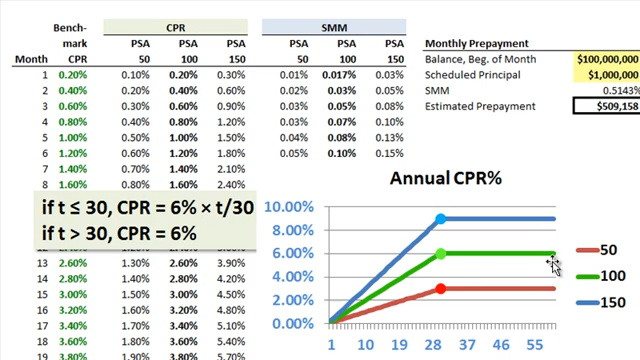 Bench-
mark
CPR
CPR SMM
PSA PSA PSA PSA PSA PSA
Month 50 100 150 50 100 150
1 0.20% 0.10% 0.20% 0.30% 0.01% 0.017% 0.03%
2 0.40% 0.20% 0.40% 0.60% 0.02% 0.03% 0.05%
3 0.60% 0.30% 0.60% 0.90% 0.03% 0.05% 0.08%
4 0.80% 0.40% 0.80% 1.20% 0.03% 0.07% 0.10%
5 1.00% 0.50% 1.00% 1.50% 0.04% 0.08% 0.13%
6 1.20% 0.60% 1.20% 1.80% 0.05% 0.10% 0.15%
7 1.40% 0.70% 1.40% 2.10%
8 1.60% 0.80% 1.60% 2.40%
if t ≤ 30, CPR = 6% × t/30
if t > 30, CPR = 6%
13 2.60% 1.30% 2.60% 3.90%
14 2.80% 1.40% 2.80% 4.20%
15 3.00% 1.50% 3.00% 4.50%
16 3.20% 1.60% 3.20% 4.80%
17 3.40% 1.70% 3.40% 5.10%
18 3.60% 1.80% 3.60% 5.40%
19 3.80% 1.90% 3.80% 5.70%
Monthly Prepayment
Balance, Beg. of Month $100,000,000
Scheduled Principal $1,000,000
SMM 0.5143%
Estimated Prepayment $509,158
Annual CPR%
10.00%
8.00%
6.00%
4.00%
2.00%
0.00%
1 10 19 28 37 46 55
50
100
150